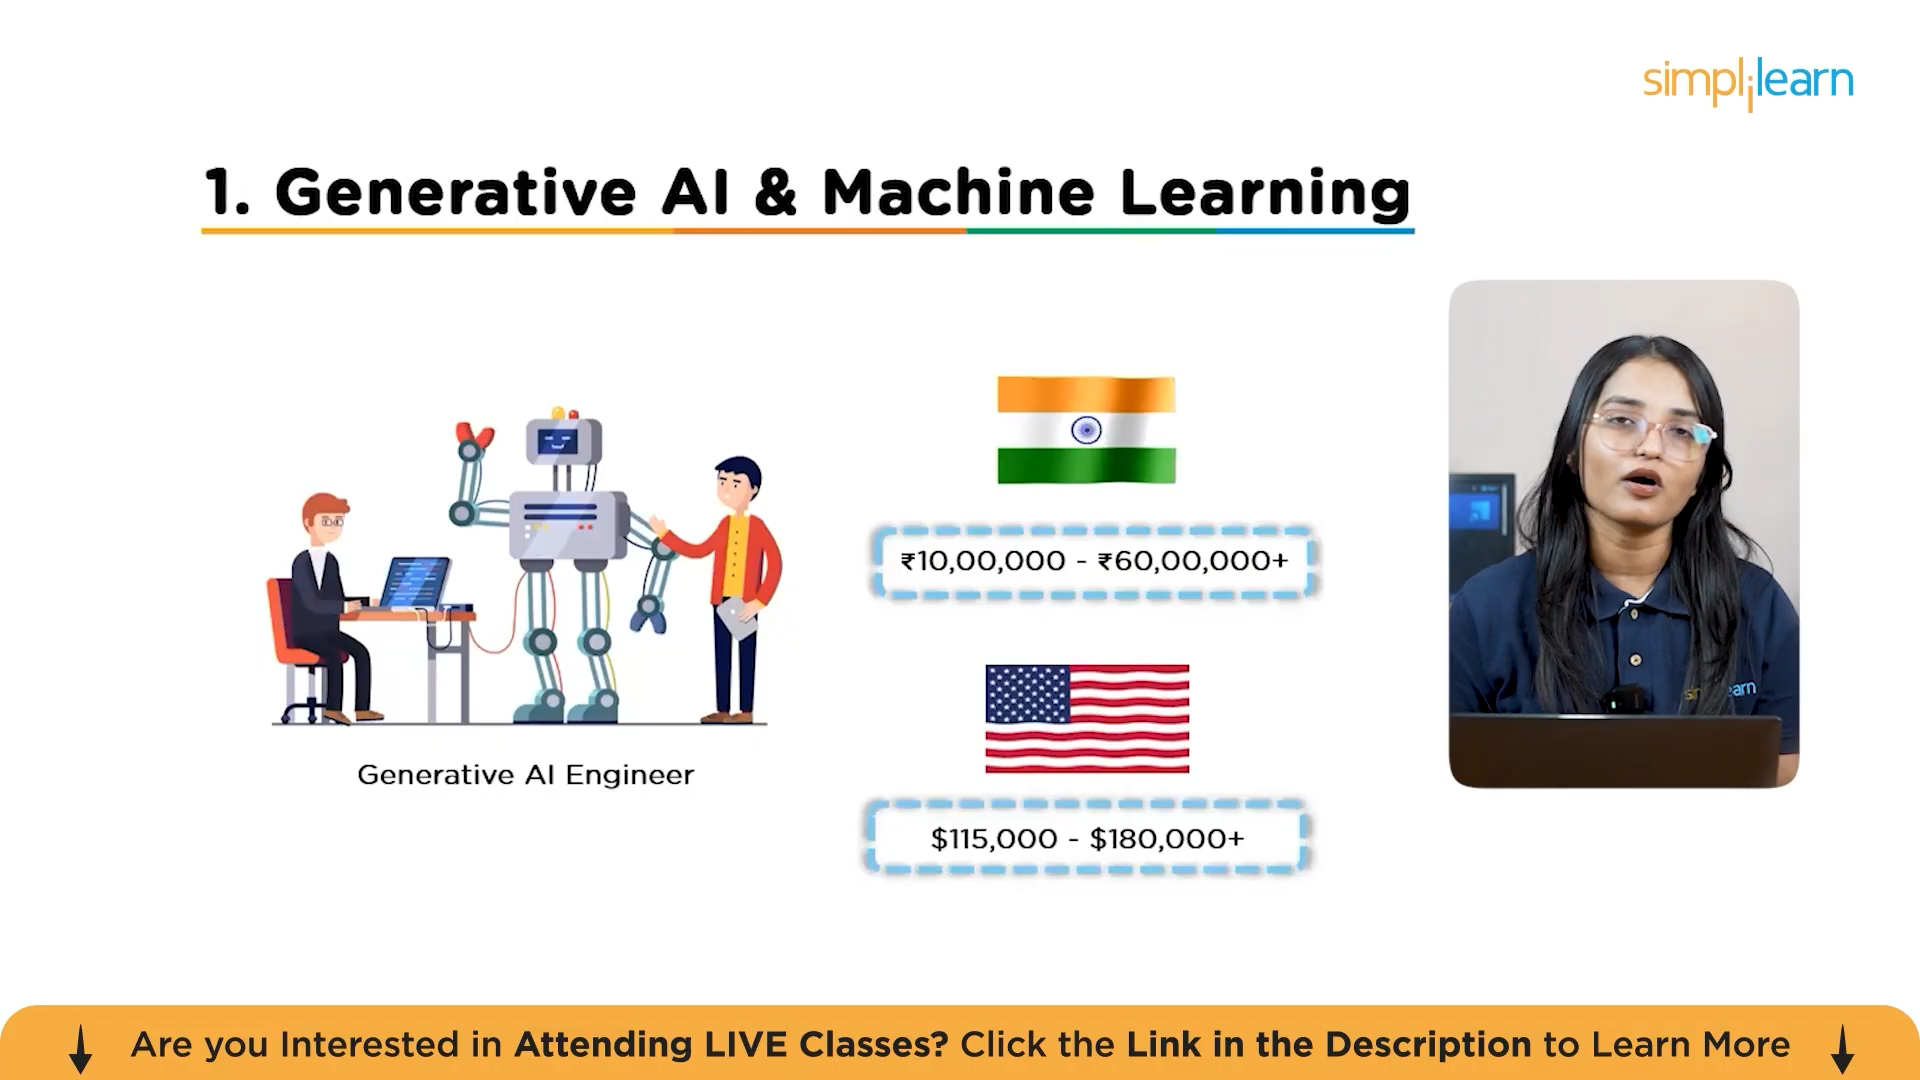 simplilearn
1. Generative AI & Machine Learning
₹10,00,000 - ₹60,00,000+
Generative AI Engineer
$115,000 - $180,000+
Are you Interested in Attending LIVE Classes? Click the Link in the Description to Learn More